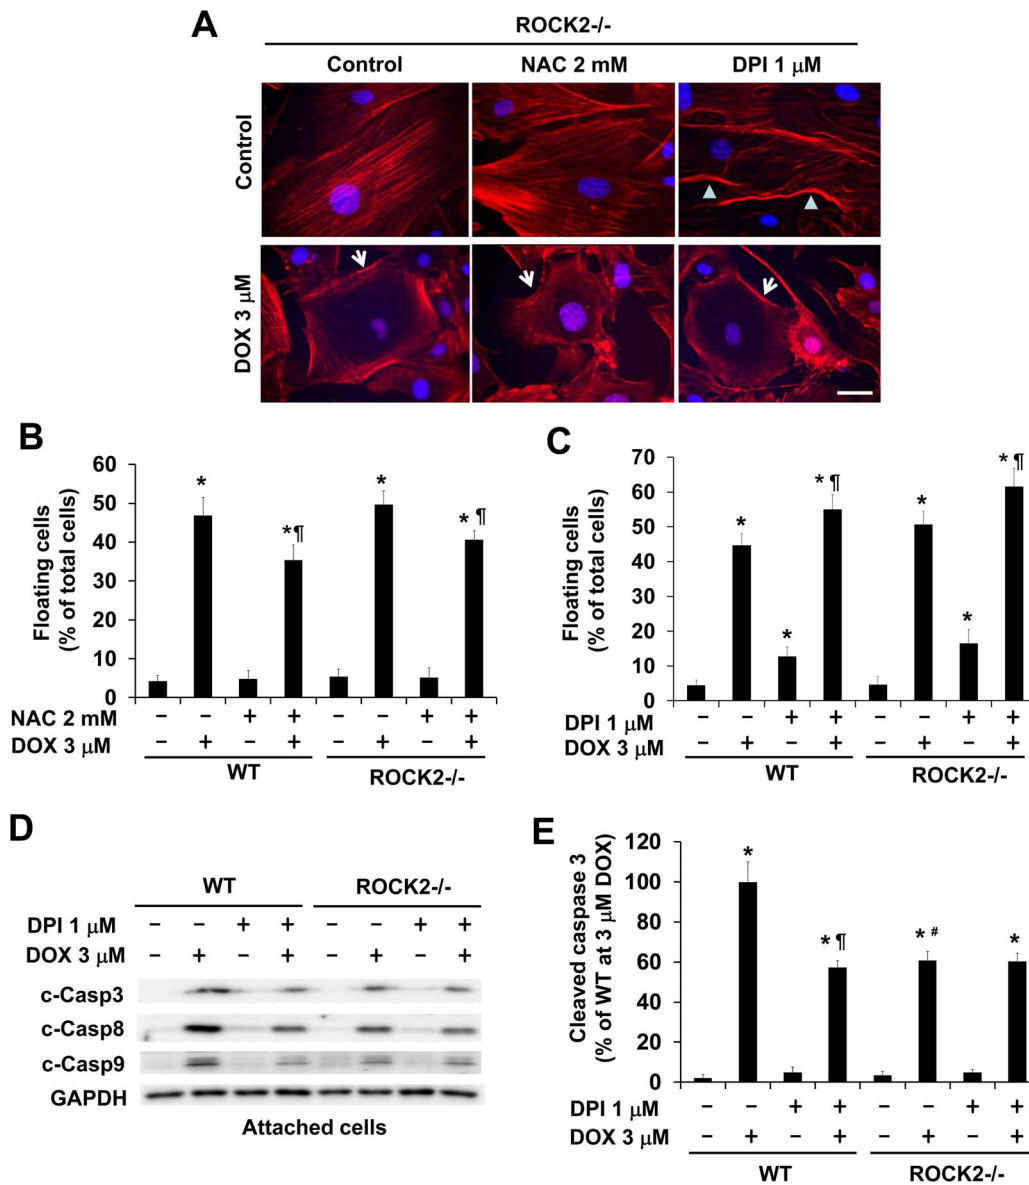 A
ROCK2-/-
Control NAC 2 mM DPI 1 μM
Control
DOX 3 μM
B
Floating cells
(% of total cells)
60
50
40
30
20
10
0
* *¶ * *¶
NAC 2 mM – – + + – – + +
DOX 3 μM – + – + – + – +
WT ROCK2-/-
C
Floating cells
(% of total cells)
70
60
50
40
30
20
10
0
* * *¶ * * *¶
DPI 1 μM – – + + – – + +
DOX 3 μM – + – + – + – +
WT ROCK2-/-
D
WT ROCK2-/-
DPI 1 μM – – + + – – + +
DOX 3 μM – + – + – + – +
c-Casp3
c-Casp8
c-Casp9
GAPDH
Attached cells
E
Cleaved caspase 3
(% of WT at 3 μM DOX)
120
100
80
60
40
20
0
* *¶ *# *
DPI 1 μM – – + + – – + +
DOX 3 μM – + – + – + – +
WT ROCK2-/-